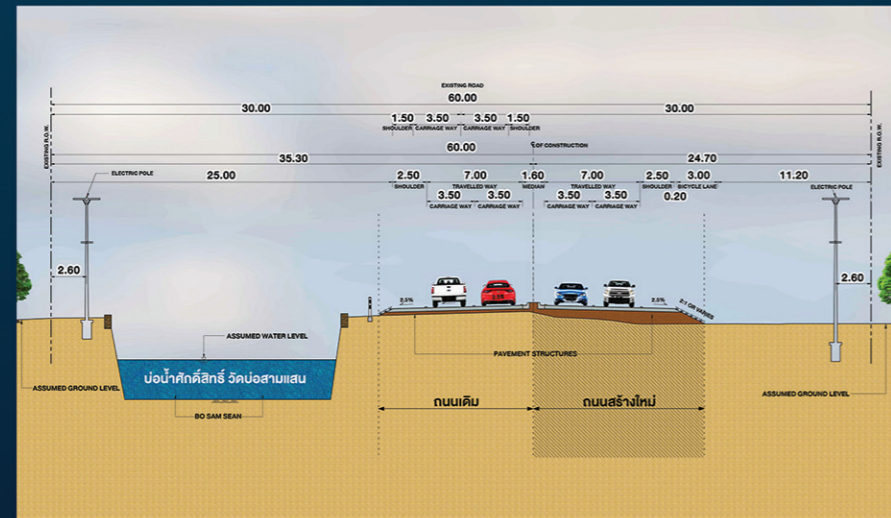 EXISTING ROAD
60.00
30.00 30.00
1.50 3.50 3.50 1.50
SHOULDER CARRIAGE WAY CARRIAGE WAY SHOULDER
EXISTING R.O.W. EXISTING R.O.W.
60.00 ℄ OF CONSTRUCTION
35.30 24.70
25.00 2.50 7.00 1.60 7.00 2.50 3.00 11.20
SHOULDER TRAVELLED WAY MEDIAN TRAVELLED WAY SHOULDER BICYCLE LANE
ELECTRIC POLE 3.50 3.50 3.50 3.50 0.20 ELECTRIC POLE
CARRIAGE WAY CARRIAGE WAY CARRIAGE WAY CARRIAGE WAY
2.60 2.60
2.5% 2.5% 2:1 OR VARIES
ASSUMED WATER LEVEL
PAVEMENT STRUCTURES
บ่อน้ำศักดิ์สิทธิ์ วัดบ่อสามแสน
ASSUMED GROUND LEVEL ASSUMED GROUND LEVEL
ถนนเดิม ถนนสร้างใหม่
BO SAM SEAN